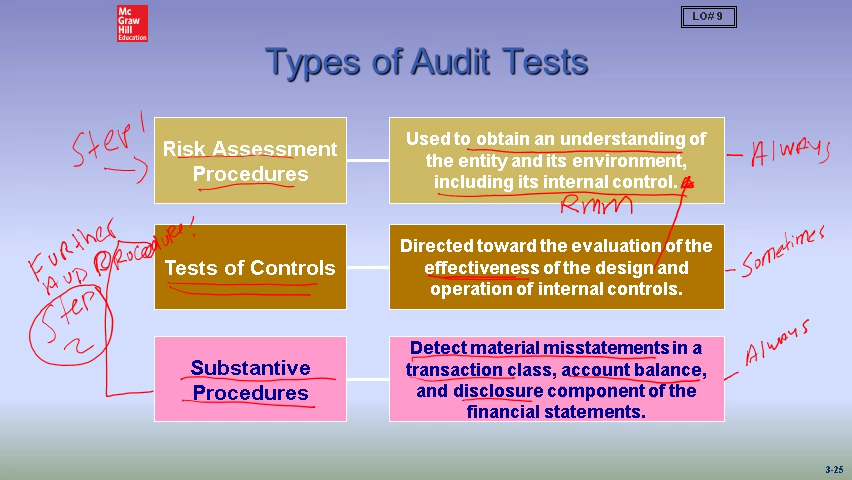 Mc
Graw
Hill
Education
LO# 9
Types of Audit Tests
Step 1
Risk Assessment
Procedures
Used to obtain an understanding of
the entity and its environment,
including its internal control.
Always
RMM
Further
AUD Procedure!
Step
2
Tests of Controls
Directed toward the evaluation of the
effectiveness of the design and
operation of internal controls.
Sometimes
Substantive
Procedures
Detect material misstatements in a
transaction class, account balance,
and disclosure component of the
financial statements.
Always
3-25